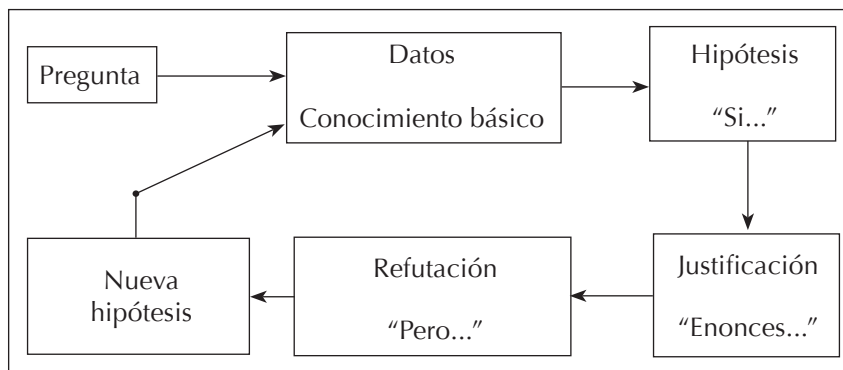 Pregunta
Datos
Conocimiento básico
Hipótesis
“Si...”
Justificación
“Enonces...”
Refutación
“Pero...”
Nueva
hipótesis